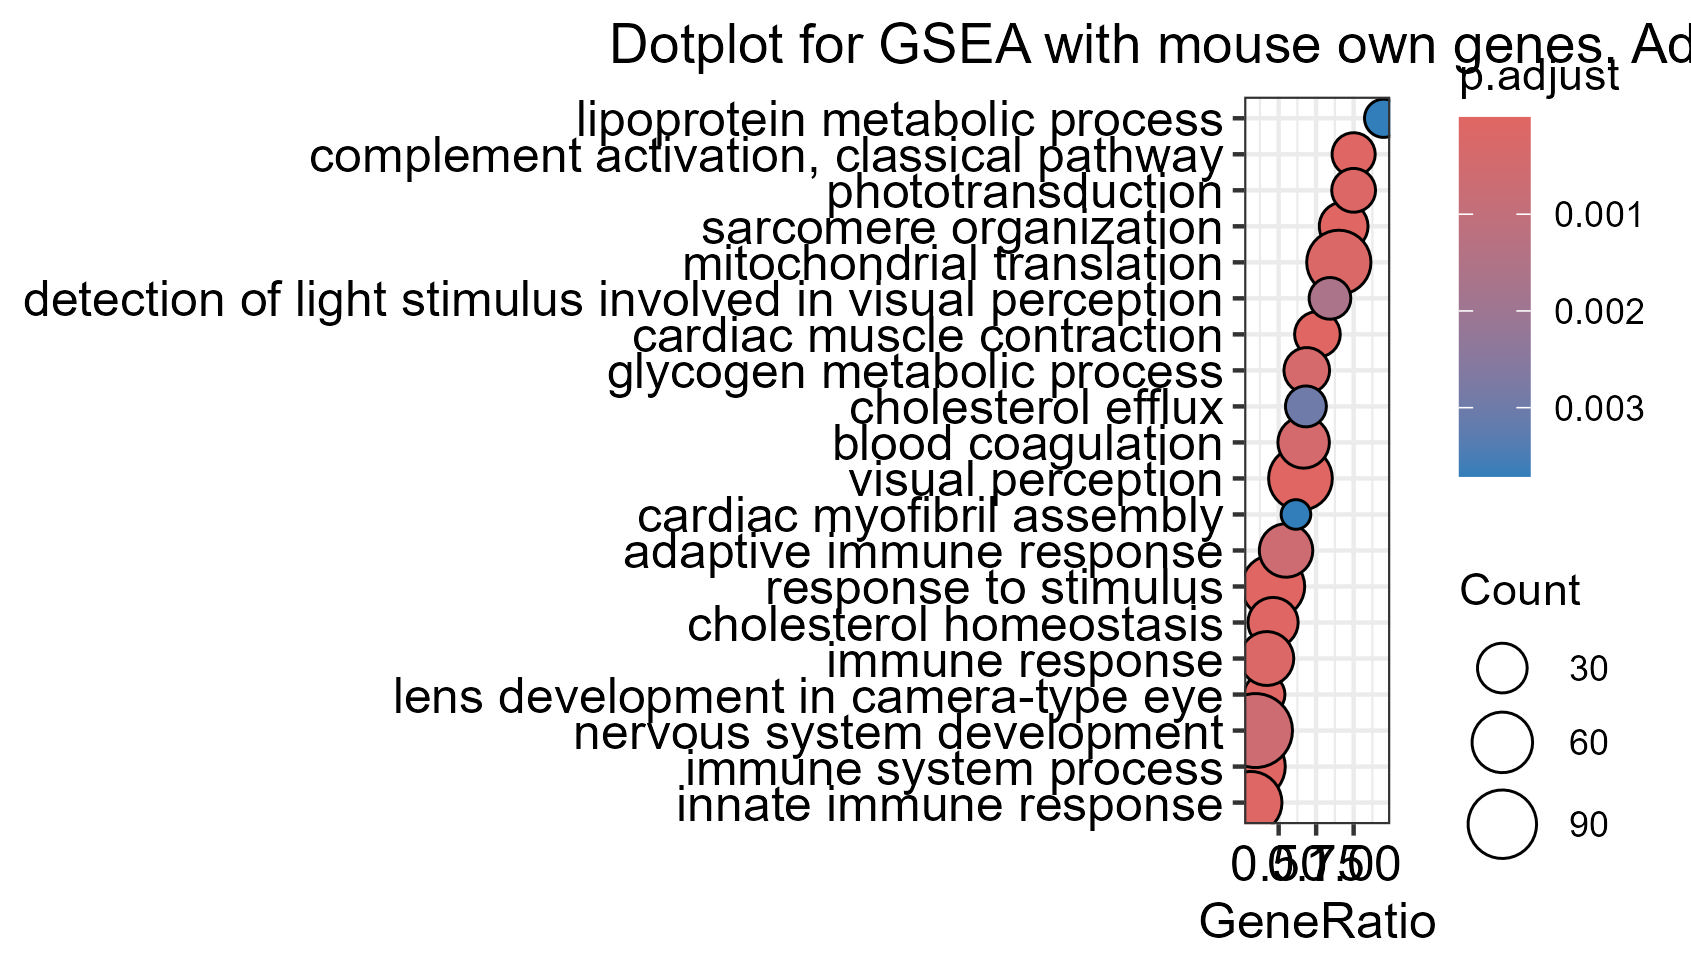 Dotplot for GSEA with mouse own genes, Ad
p.adjust
lipoprotein metabolic process
complement activation, classical pathway
phototransduction
sarcomere organization
mitochondrial translation
detection of light stimulus involved in visual perception
cardiac muscle contraction
glycogen metabolic process
cholesterol efflux
blood coagulation
visual perception
cardiac myofibril assembly
adaptive immune response
response to stimulus
cholesterol homeostasis
immune response
lens development in camera-type eye
nervous system development
immune system process
innate immune response
GeneRatio
0.001
0.002
0.003
Count
30
60
90